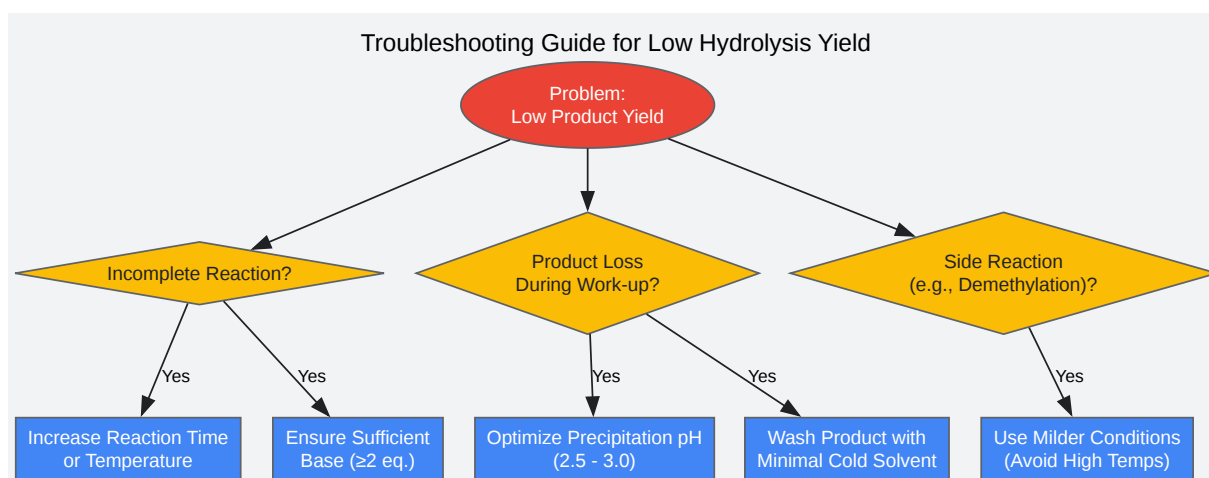 Troubleshooting Guide for Low Hydrolysis Yield
Problem:
Low Product Yield
Incomplete Reaction?
Product Loss
During Work-up?
Side Reaction
(e.g., Demethylation)?
Yes
Yes
Yes
Yes
Yes
Increase Reaction Time
or Temperature
Ensure Sufficient
Base (≥2 eq.)
Optimize Precipitation pH
(2.5 - 3.0)
Wash Product with
Minimal Cold Solvent
Use Milder Conditions
(Avoid High Temps)